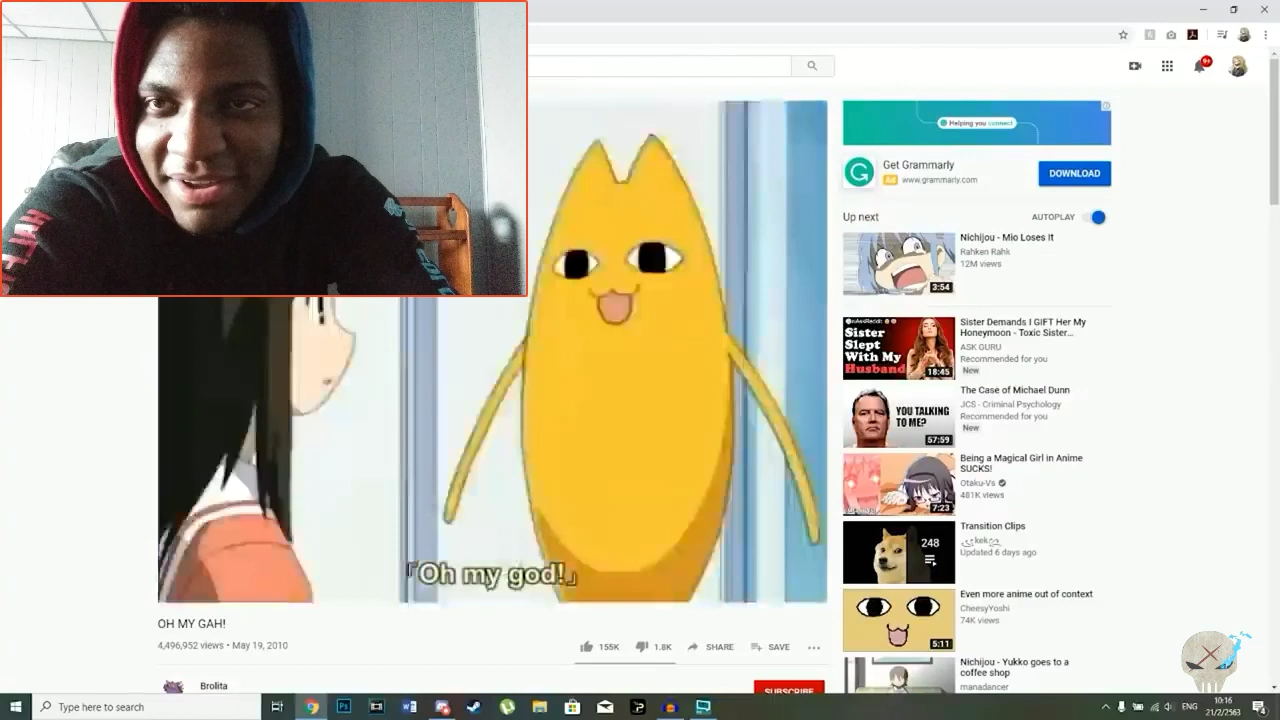 Helping you connect
Get Grammarly
Ad www.grammarly.com
DOWNLOAD
Up next
AUTOPLAY
Nichijou - Mio Loses It
Rahken Rahk
12M views
3:54
Sister Slept With My Husband
18:45
Sister Demands I GIFT Her My
Honeymoon - Toxic Sister...
ASK GURU
Recommended for you
New
YOU TALKING
TO ME?
57:59
The Case of Michael Dunn
JCS - Criminal Psychology
Recommended for you
New
Being a Magical Girl in Anime
SUCKS!
Otaku-Vs
481K views
7:23
248
Transition Clips
Updated 6 days ago
Even more anime out of context
CheesyYoshi
74K views
5:11
Nichijou - Yukko goes to a
coffee shop
manadancer
「Oh my god!」
OH MY GAH!
4,496,952 views • May 19, 2010
155K
1.8K
SHARE
SAVE
Brolita
SUBSCRIBE
9+
Type here to search
ENG
10:16
21/2/2563